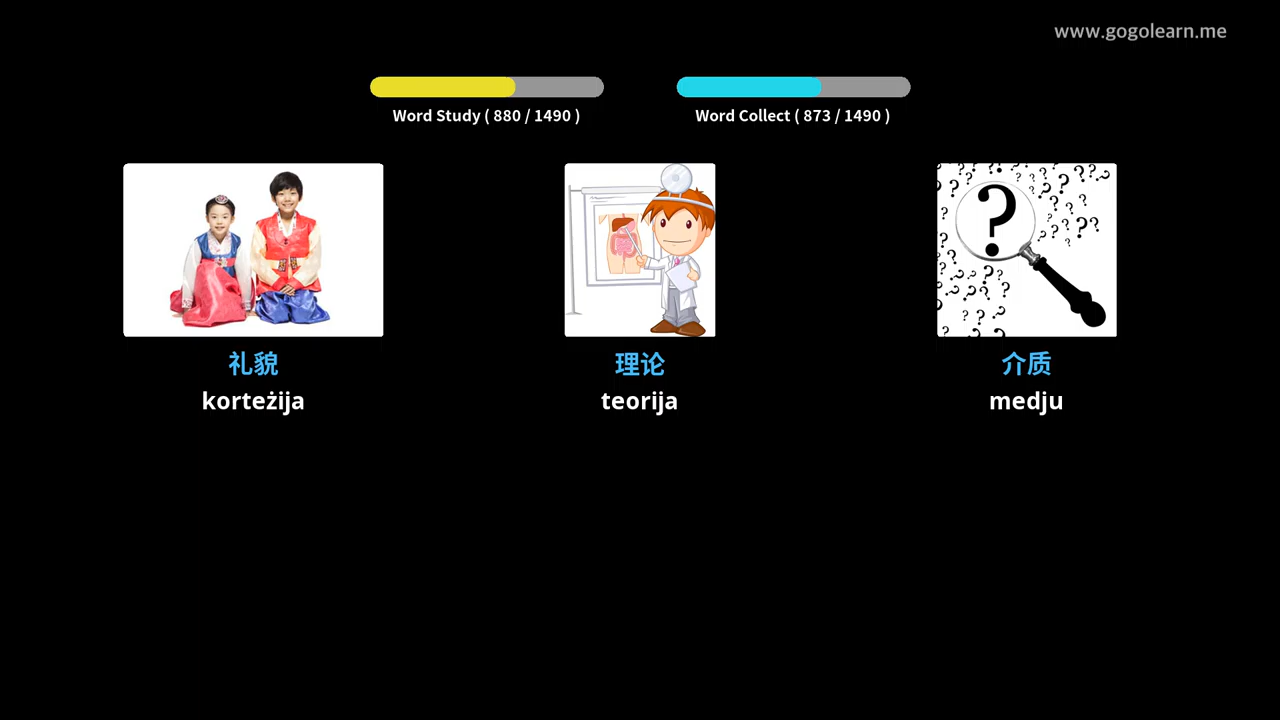 www.gogolearn.me
Word Study ( 880 / 1490 )
Word Collect ( 873 / 1490 )
礼貌
korteżija
理论
teorija
介质
medju